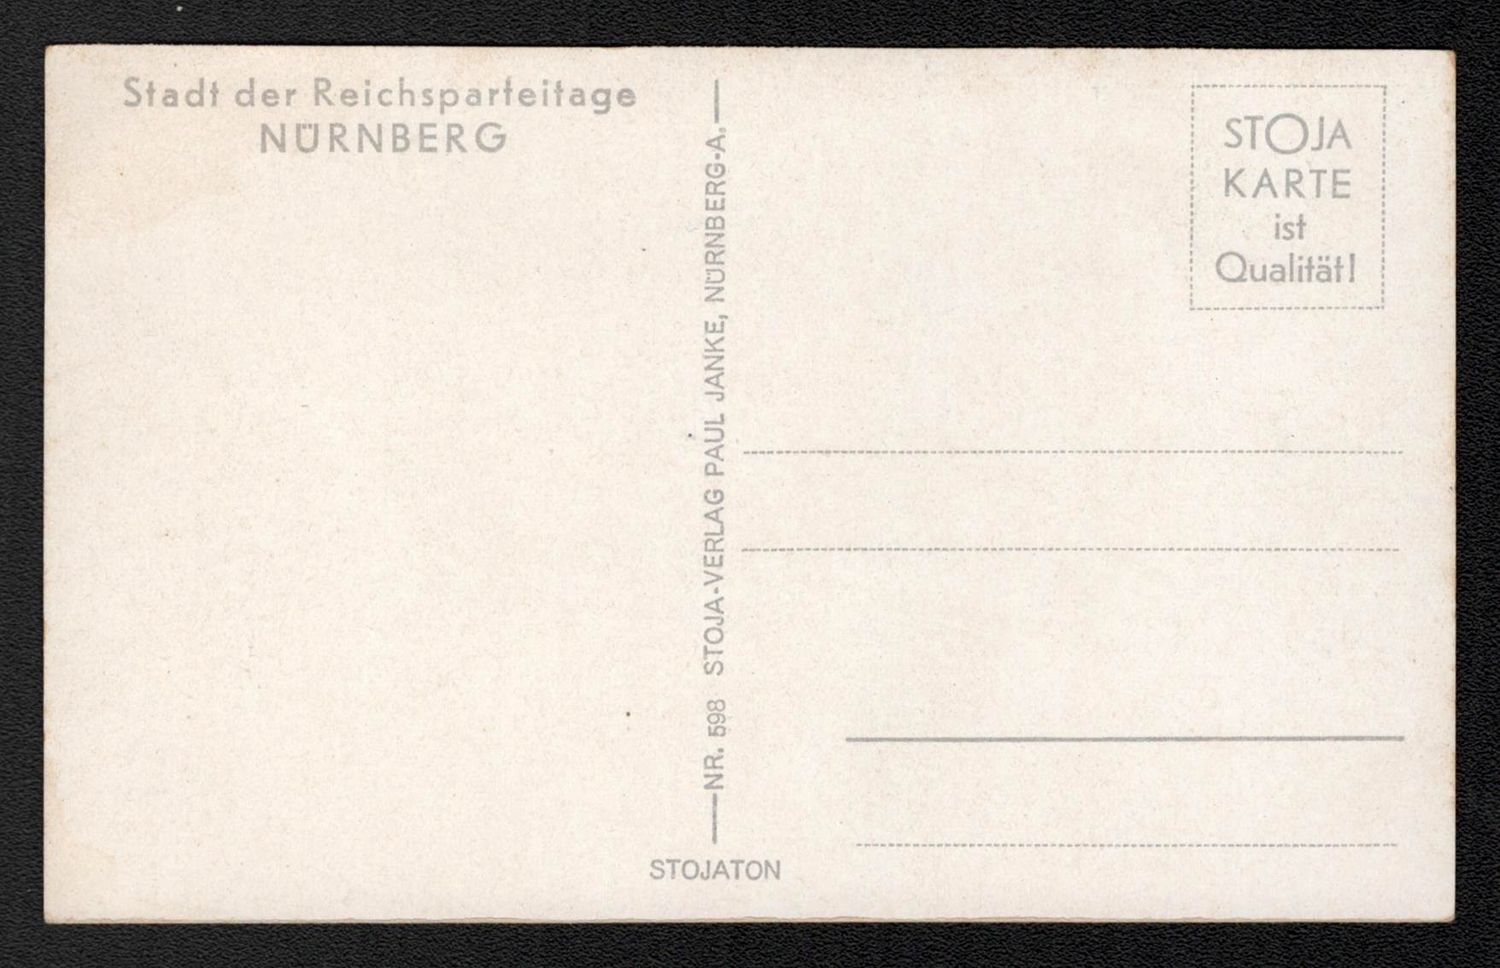 Stadt der Reichsparteitage
NÜRNBERG
NR. 598 STOJA-VERLAG PAUL JANKE, NÜRNBERG-A.
STOJATON
STOJA
KARTE
ist
Qualität!